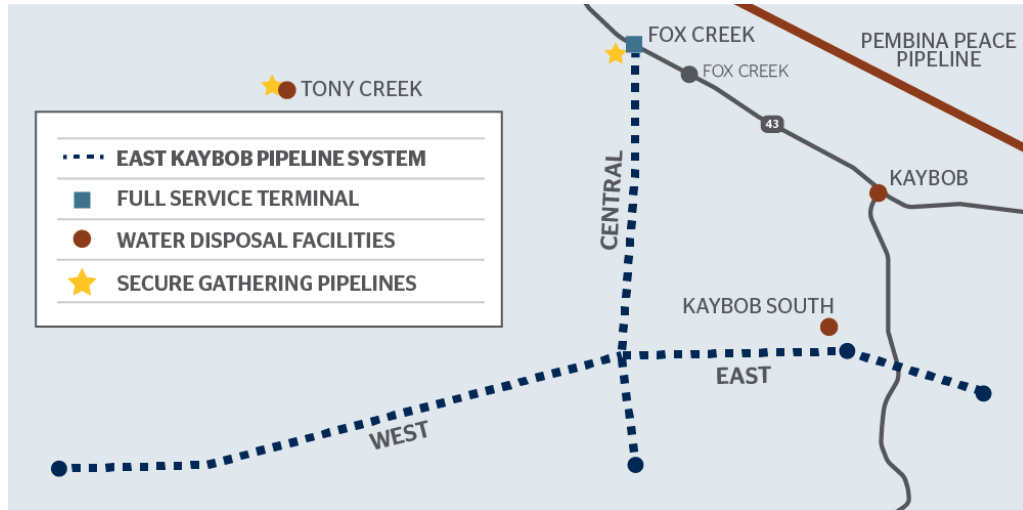 FOX CREEK
PEMBINA PEACE
PIPELINE
FOX CREEK
TONY CREEK
43
EAST KAYBOB PIPELINE SYSTEM
FULL SERVICE TERMINAL
WATER DISPOSAL FACILITIES
SECURE GATHERING PIPELINES
CENTRAL
KAYBOB
KAYBOB SOUTH
EAST
WEST